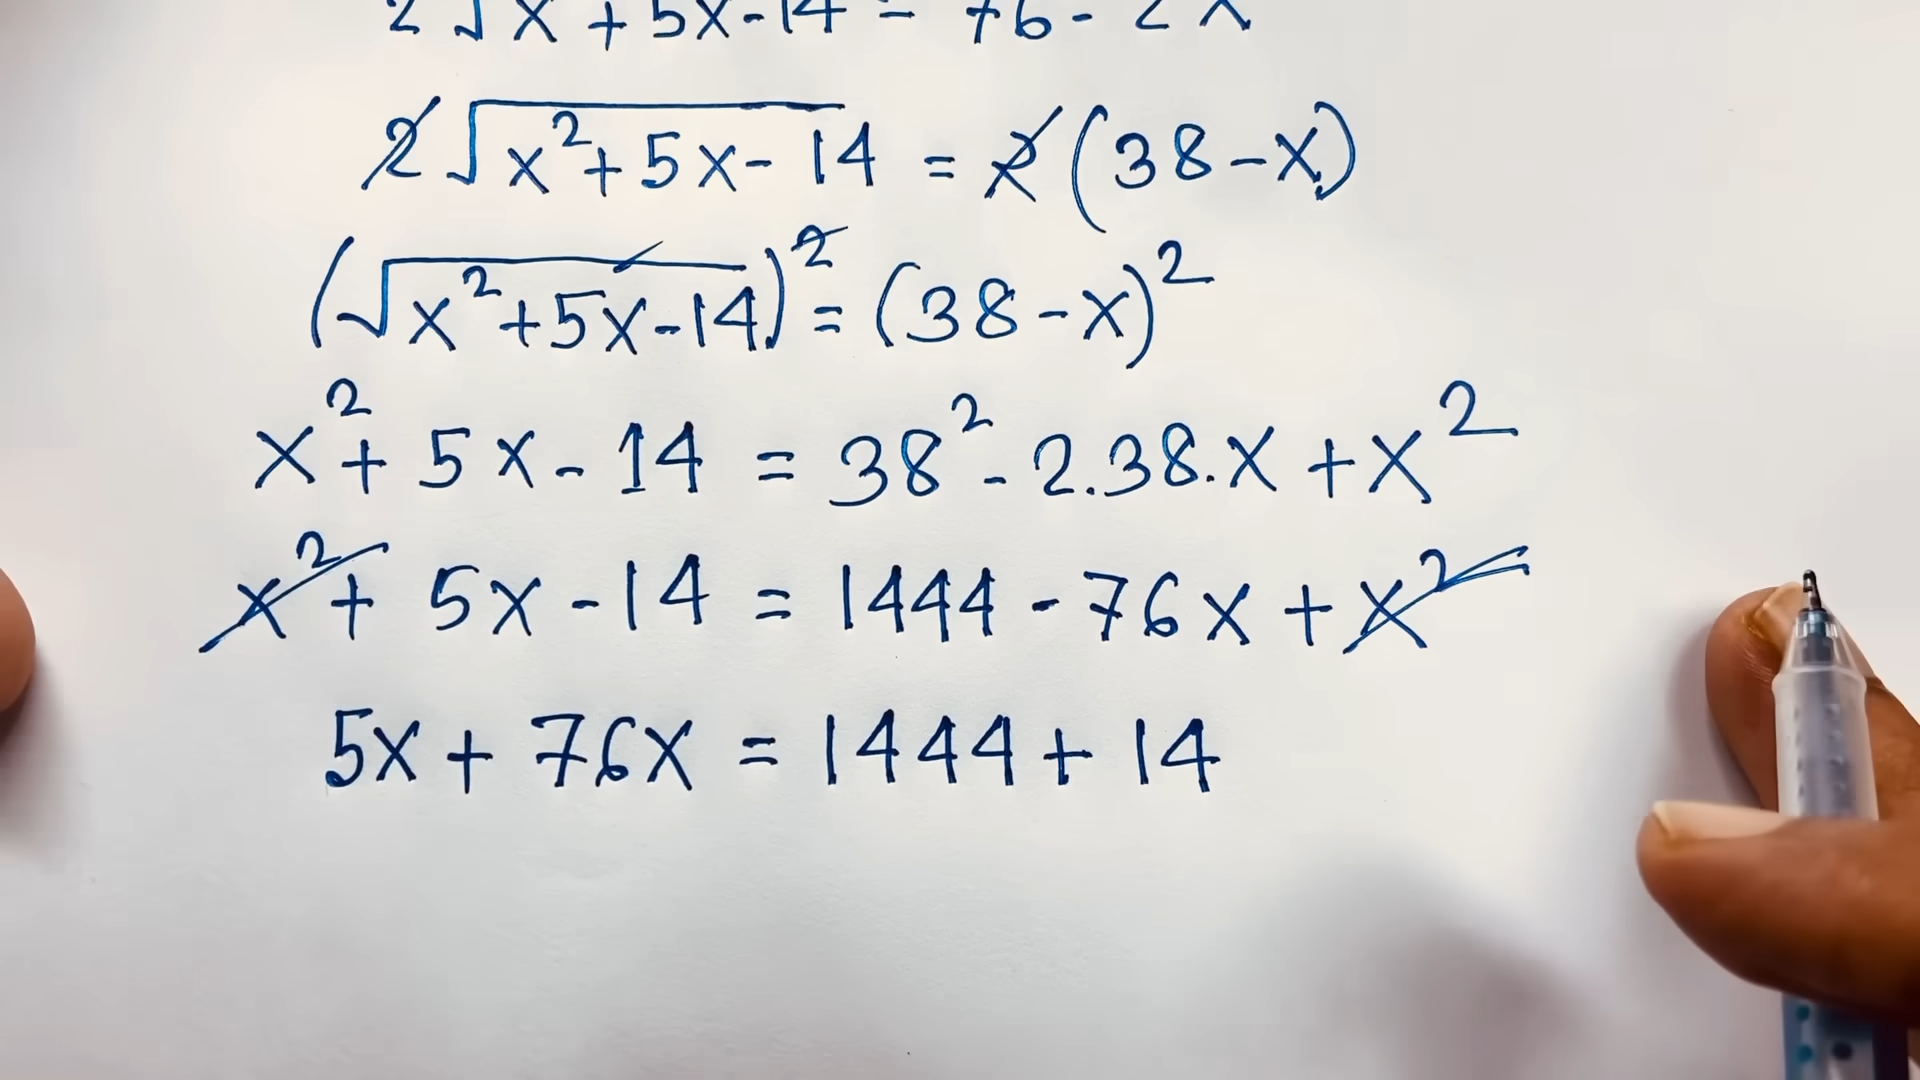 2√x + 5x - 14 = 76 - 2x
2√x²+5x-14 = 2(38-x)
(√x²+5x-14)² = (38-x)²
x² + 5x - 14 = 38² - 2.38.x + x²
x² + 5x - 14 = 1444 - 76x + x²
5x + 76x = 1444 + 14